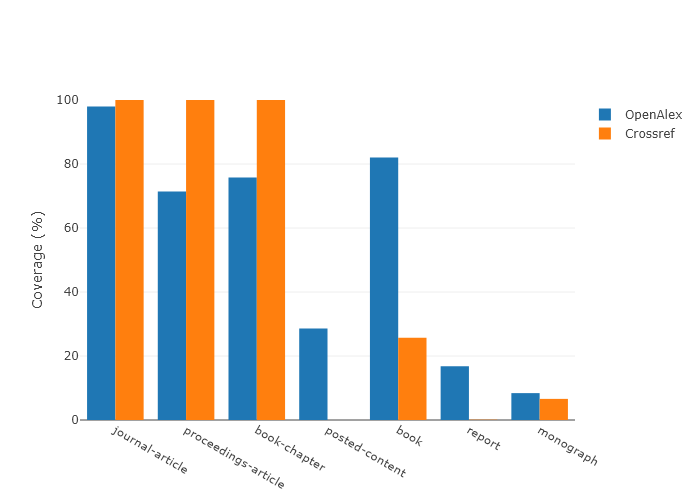 100
80
60
40
20
0
Coverage (%)
journal-article
proceedings-article
book-chapter
posted-content
book
report
monograph
OpenAlex
Crossref